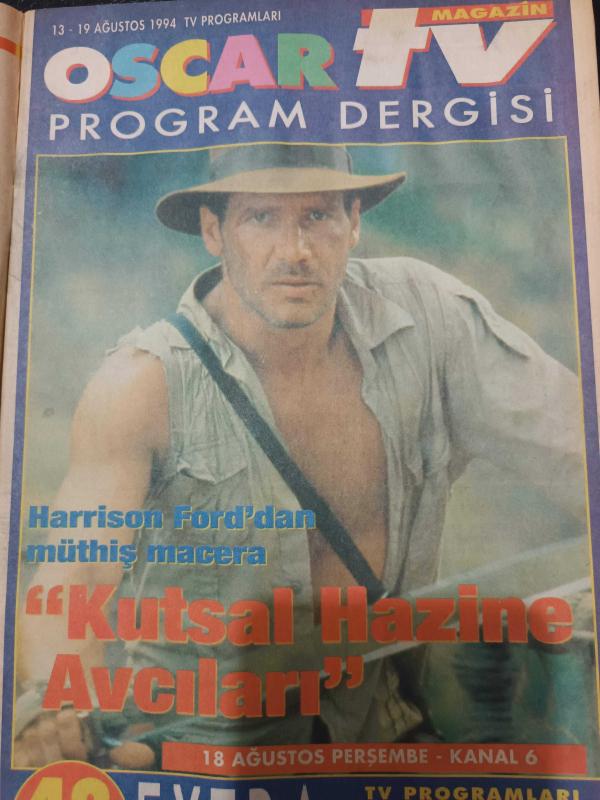 13 - 19 AĞUSTOS 1994 TV PROGRAMLARI
OSCAR tv MAGAZİN
PROGRAM DERGİSİ
Harrison Ford'dan
müthiş macera
"Kutsal Hazine
Avcıları"
18 AĞUSTOS PERŞEMBE - KANAL 6
TV PROGRAMLARI